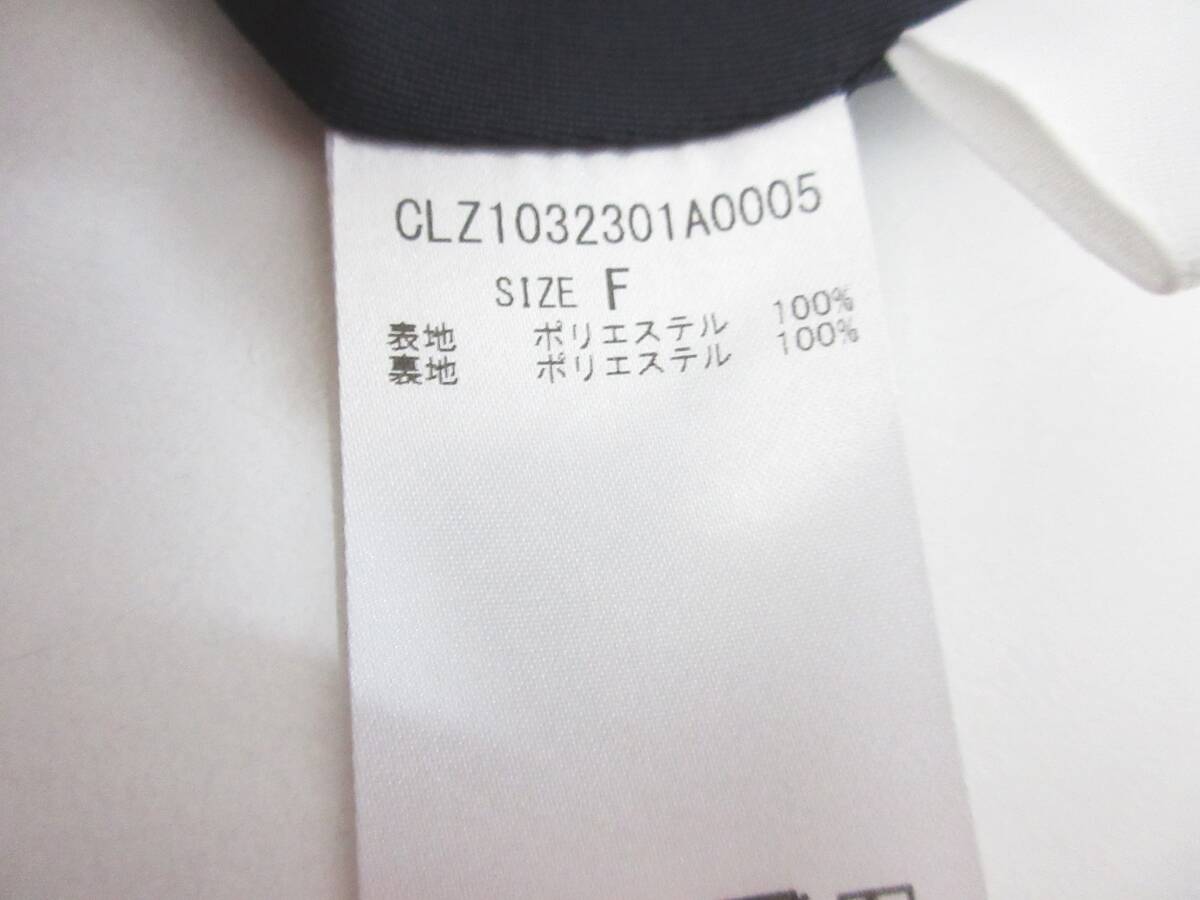 CLZ1032301A0005
SIZE F
表地 ポリエステル 100%
裏地 ポリエステル 100%